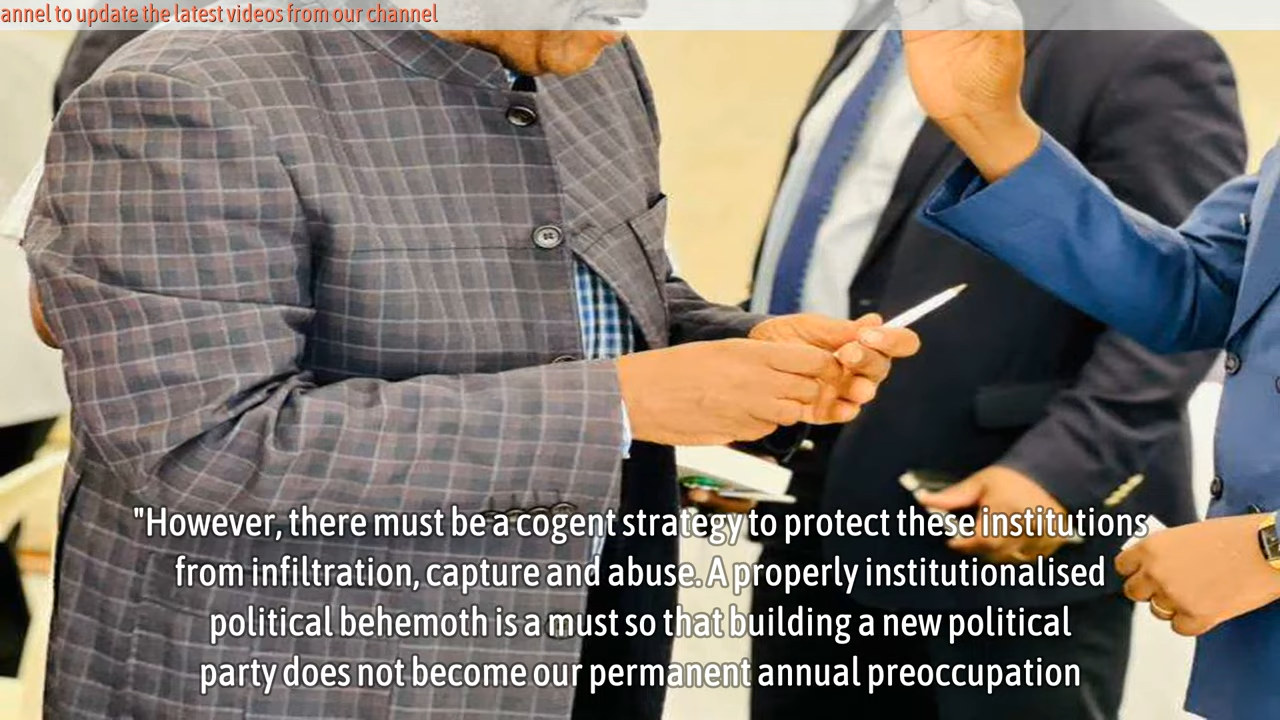 annel to update the latest videos from our channel
"However, there must be a cogent strategy to protect these institutions
from infiltration, capture and abuse. A properly institutionalised
political behemoth is a must so that building a new political
party does not become our permanent annual preoccupation